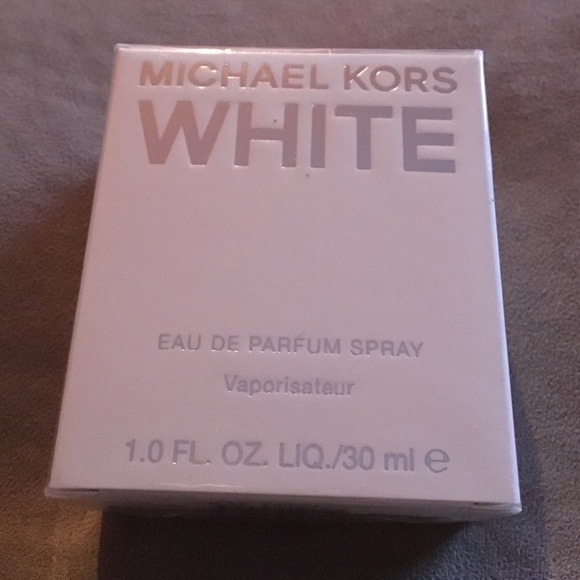 MICHAEL KORS
WHITE
EAU DE PARFUM SPRAY
Vaporisateur
1.0 FL. OZ. LIQ./30 ml ℮